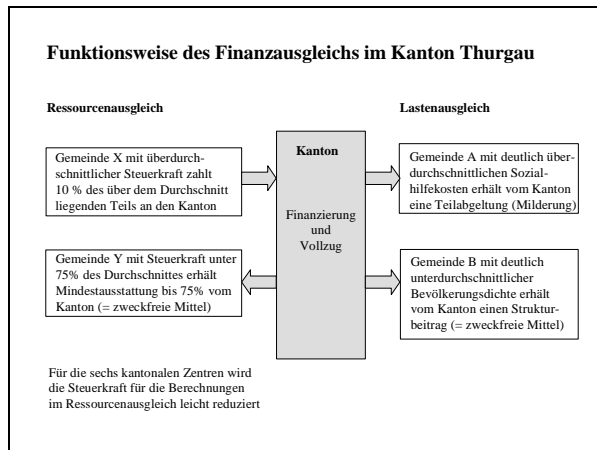 Funktionsweise des Finanzausgleichs im Kanton Thurgau
Ressourcenausgleich
Lastenausgleich
Gemeinde X mit überdurch-
schnittlicher Steuerkraft zahlt
10 % des über dem Durchschnitt
liegenden Teils an den Kanton
Gemeinde Y mit Steuerkraft unter
75% des Durchschnittes erhält
Mindestausstattung bis 75% vom
Kanton (= zweckfreie Mittel)
Kanton
Finanzierung
und
Vollzug
Gemeinde A mit deutlich über-
durchschnittlichen Sozial-
hilfekosten erhält vom Kanton
eine Teilabgeltung (Milderung)
Gemeinde B mit deutlich
unterdurchschnittlicher
Bevölkerungsdichte erhält
vom Kanton einen Struktur-
beitrag (= zweckfreie Mittel)
Für die sechs kantonalen Zentren wird
die Steuerkraft für die Berechnungen
im Ressourcenausgleich leicht reduziert